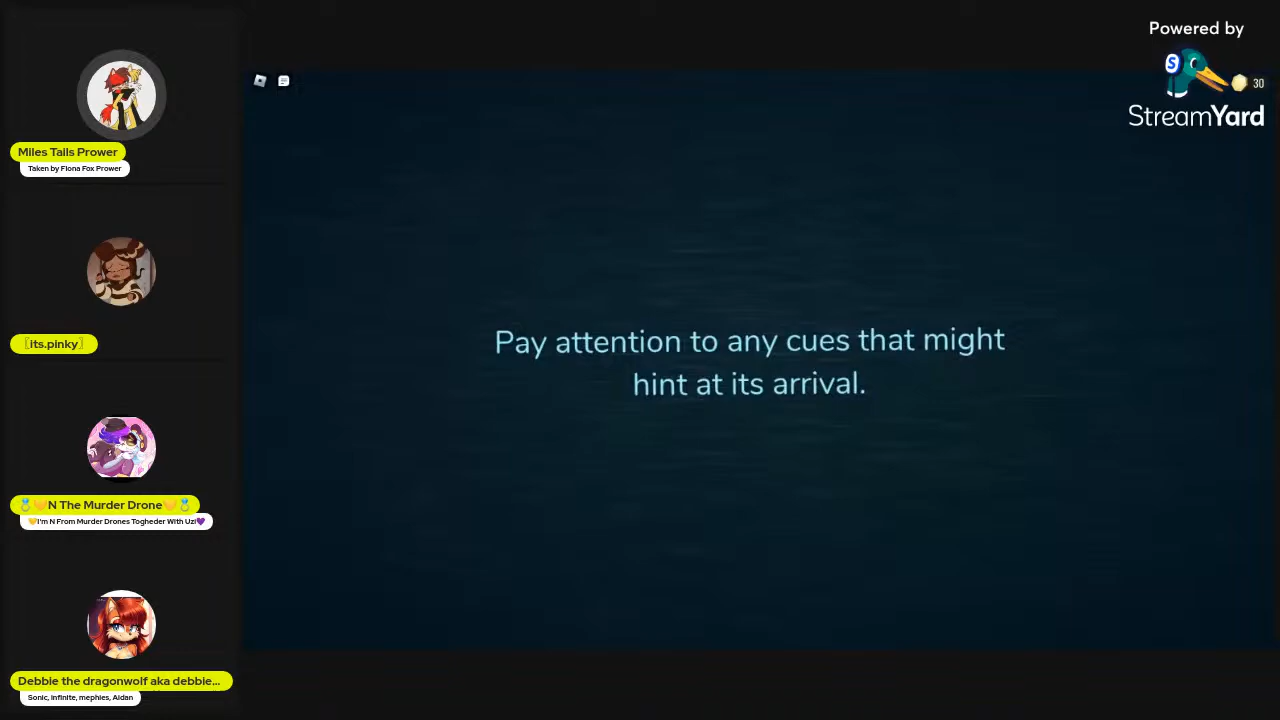 Powered by
S
30
StreamYard
Miles Tails Prower
Taken by Fiona Fox Prower
〖its.pinky〗
🥈💛N The Murder Drone💛🥈
💛I'm N From Murder Drones Togheder With Uzi💜
Debbie the dragonwolf aka debbie,..
Sonic, infinite, mephles, Aidan
Pay attention to any cues that might
hint at its arrival.